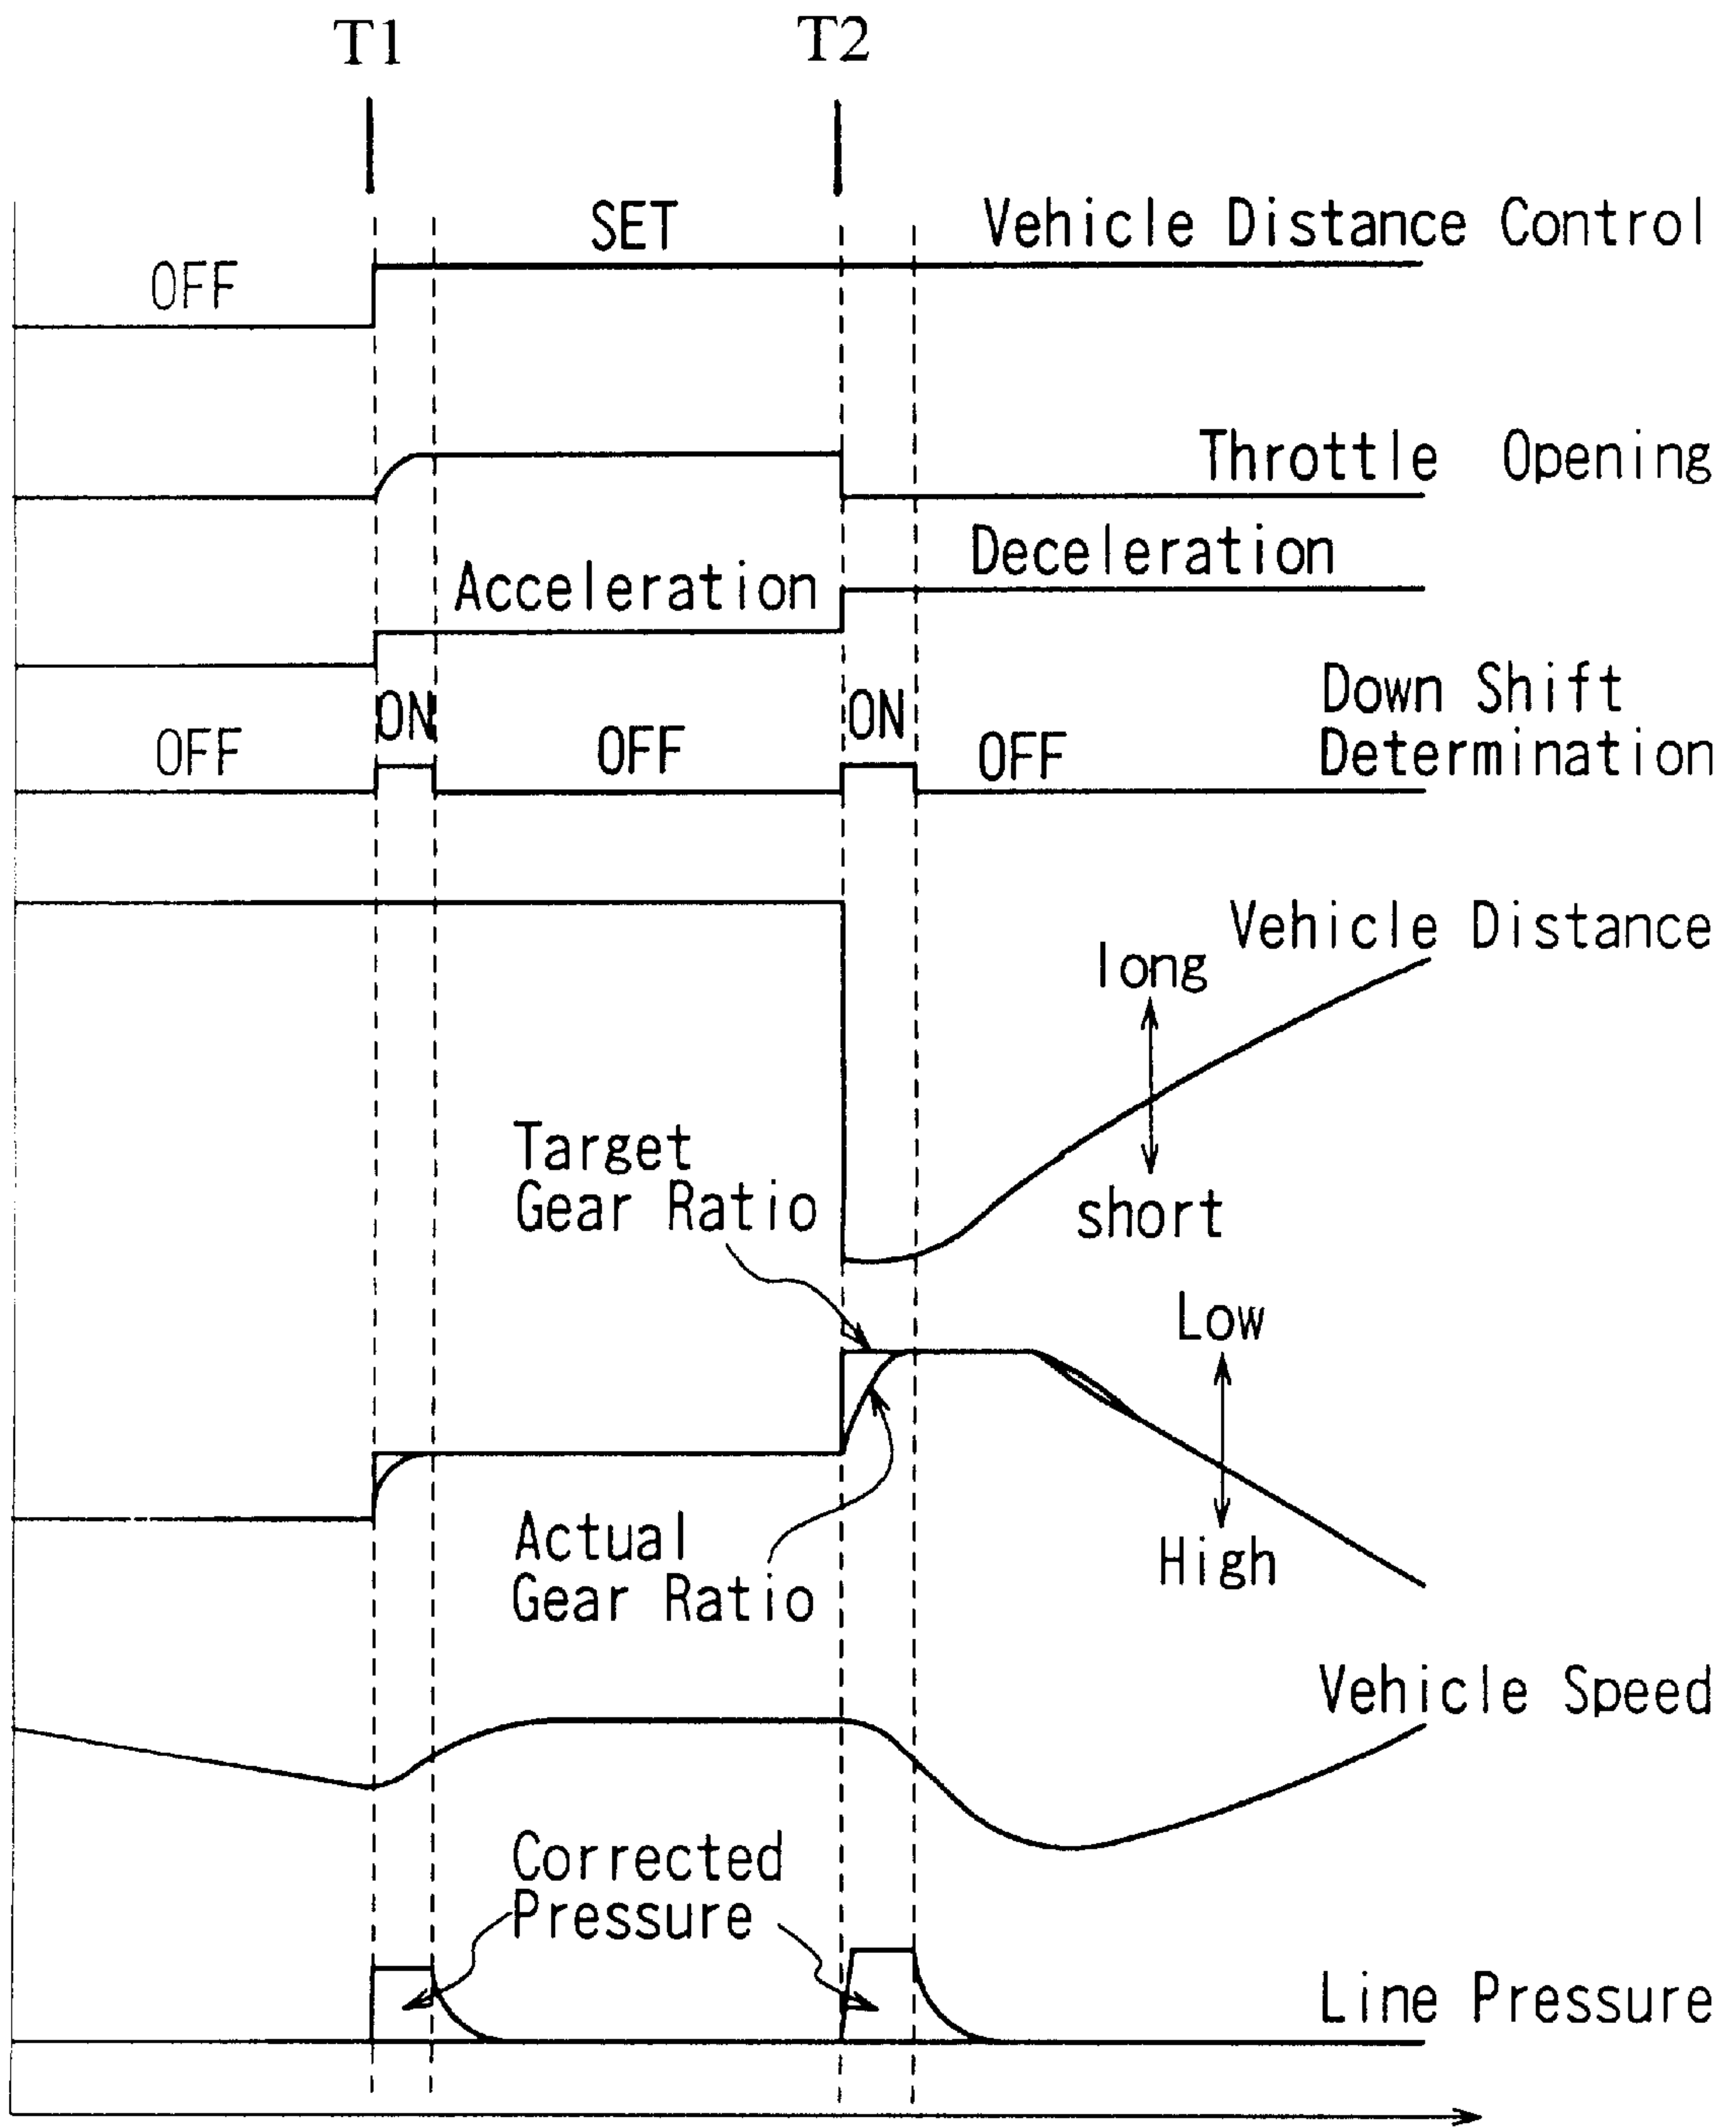 T1 T2
SET Vehicle Distance Control
OFF
Throttle Opening
Deceleration
Acceleration
ON ON Down Shift
OFF OFF OFF Determination
Vehicle Distance
long
Target
Gear Ratio short
Low
Actual
Gear Ratio High
Vehicle Speed
Corrected
Pressure
Line Pressure